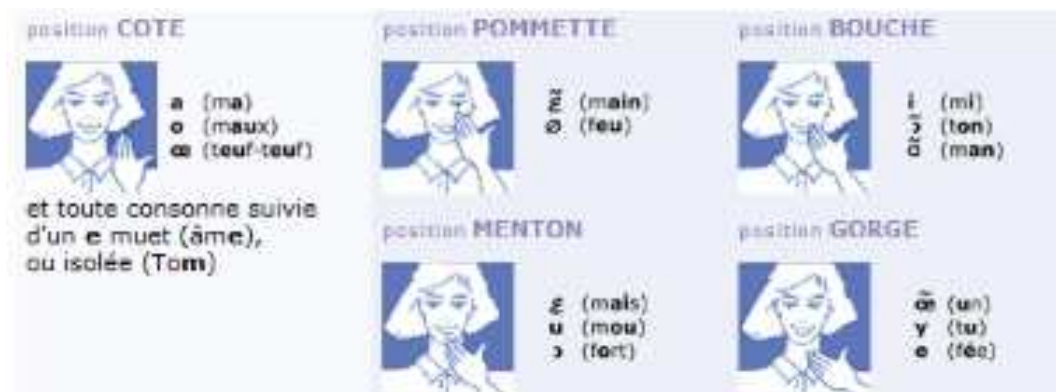 position COTE
a (ma)
o (maux)
œ (teuf-teuf)
et toute consonne suivie
d'un e muet (âme),
ou isolée (Tom)
position POMMETTE
ɛ̃ (main)
ø (feu)
position BOUCHE
i (mi)
ɔ̃ (ton)
ɑ̃ (man)
position MENTON
ɛ (mais)
u (mou)
ɔ (fort)
position GORGE
œ̃ (un)
y (tu)
e (fée)